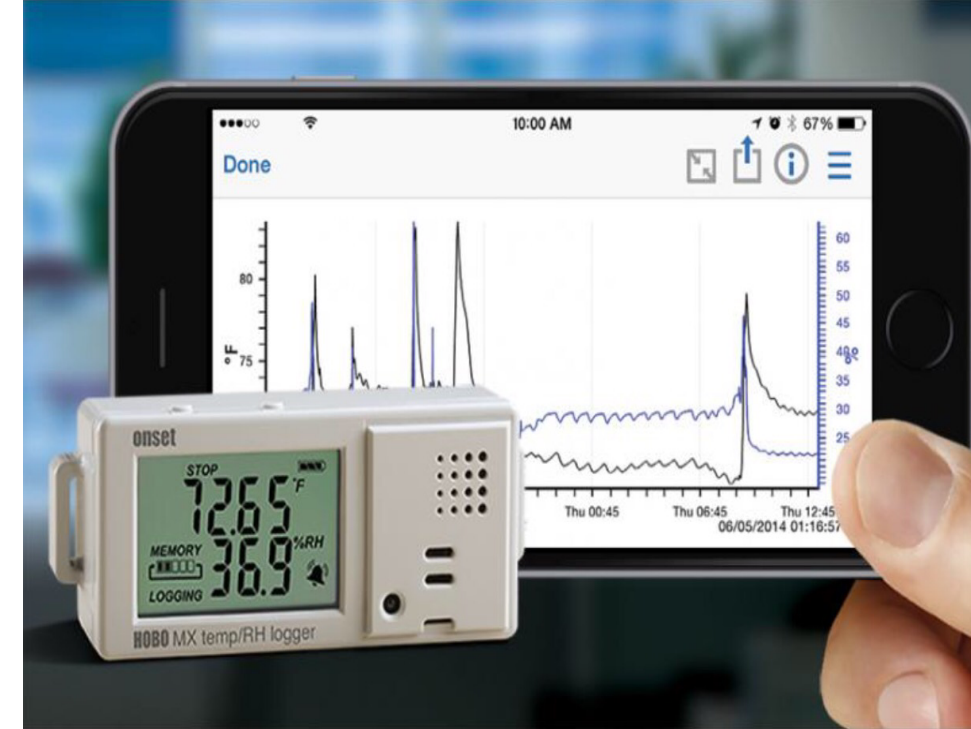 10:00 AM
67%
Done
60
55
50
45
35
30
25
80
75
°F
Thu 00:45
Thu 06:45
Thu 12:45
06/05/2014 01:16:57
onset
STOP
72.65 °F
MEMORY
36.9 %RH
LOGGING
HOBO MX temp/RH logger